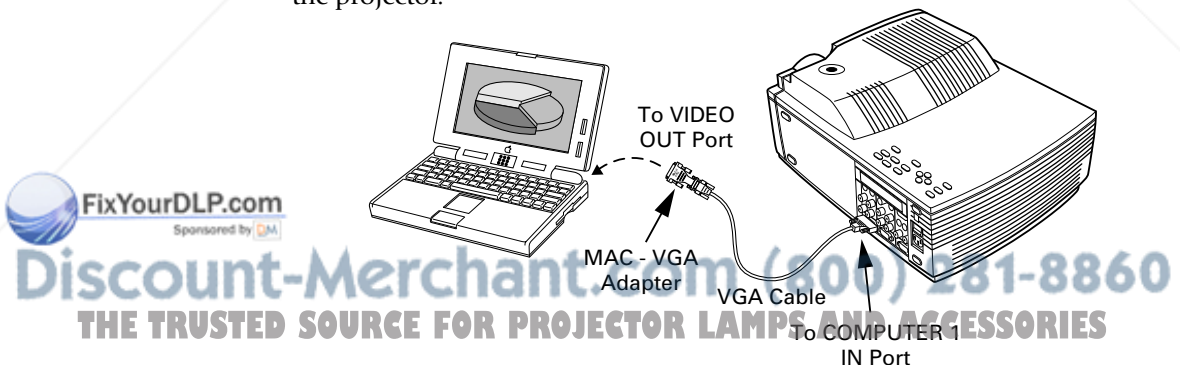 the projector.
To VIDEO
OUT Port
FixYourDLP.com
Sponsored by DM
MAC - VGA
Adapter
VGA Cable
Discount-Merchant.com (800) 281-8860
THE TRUSTED SOURCE FOR PROJECTOR LAMPS AND ACCESSORIES
To COMPUTER 1
IN Port